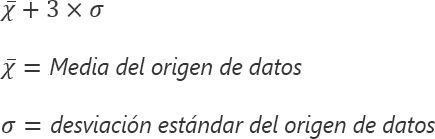 χ̄ + 3 × σ
χ̄ = Media del origen de datos
σ = desviación estándar del origen de datos